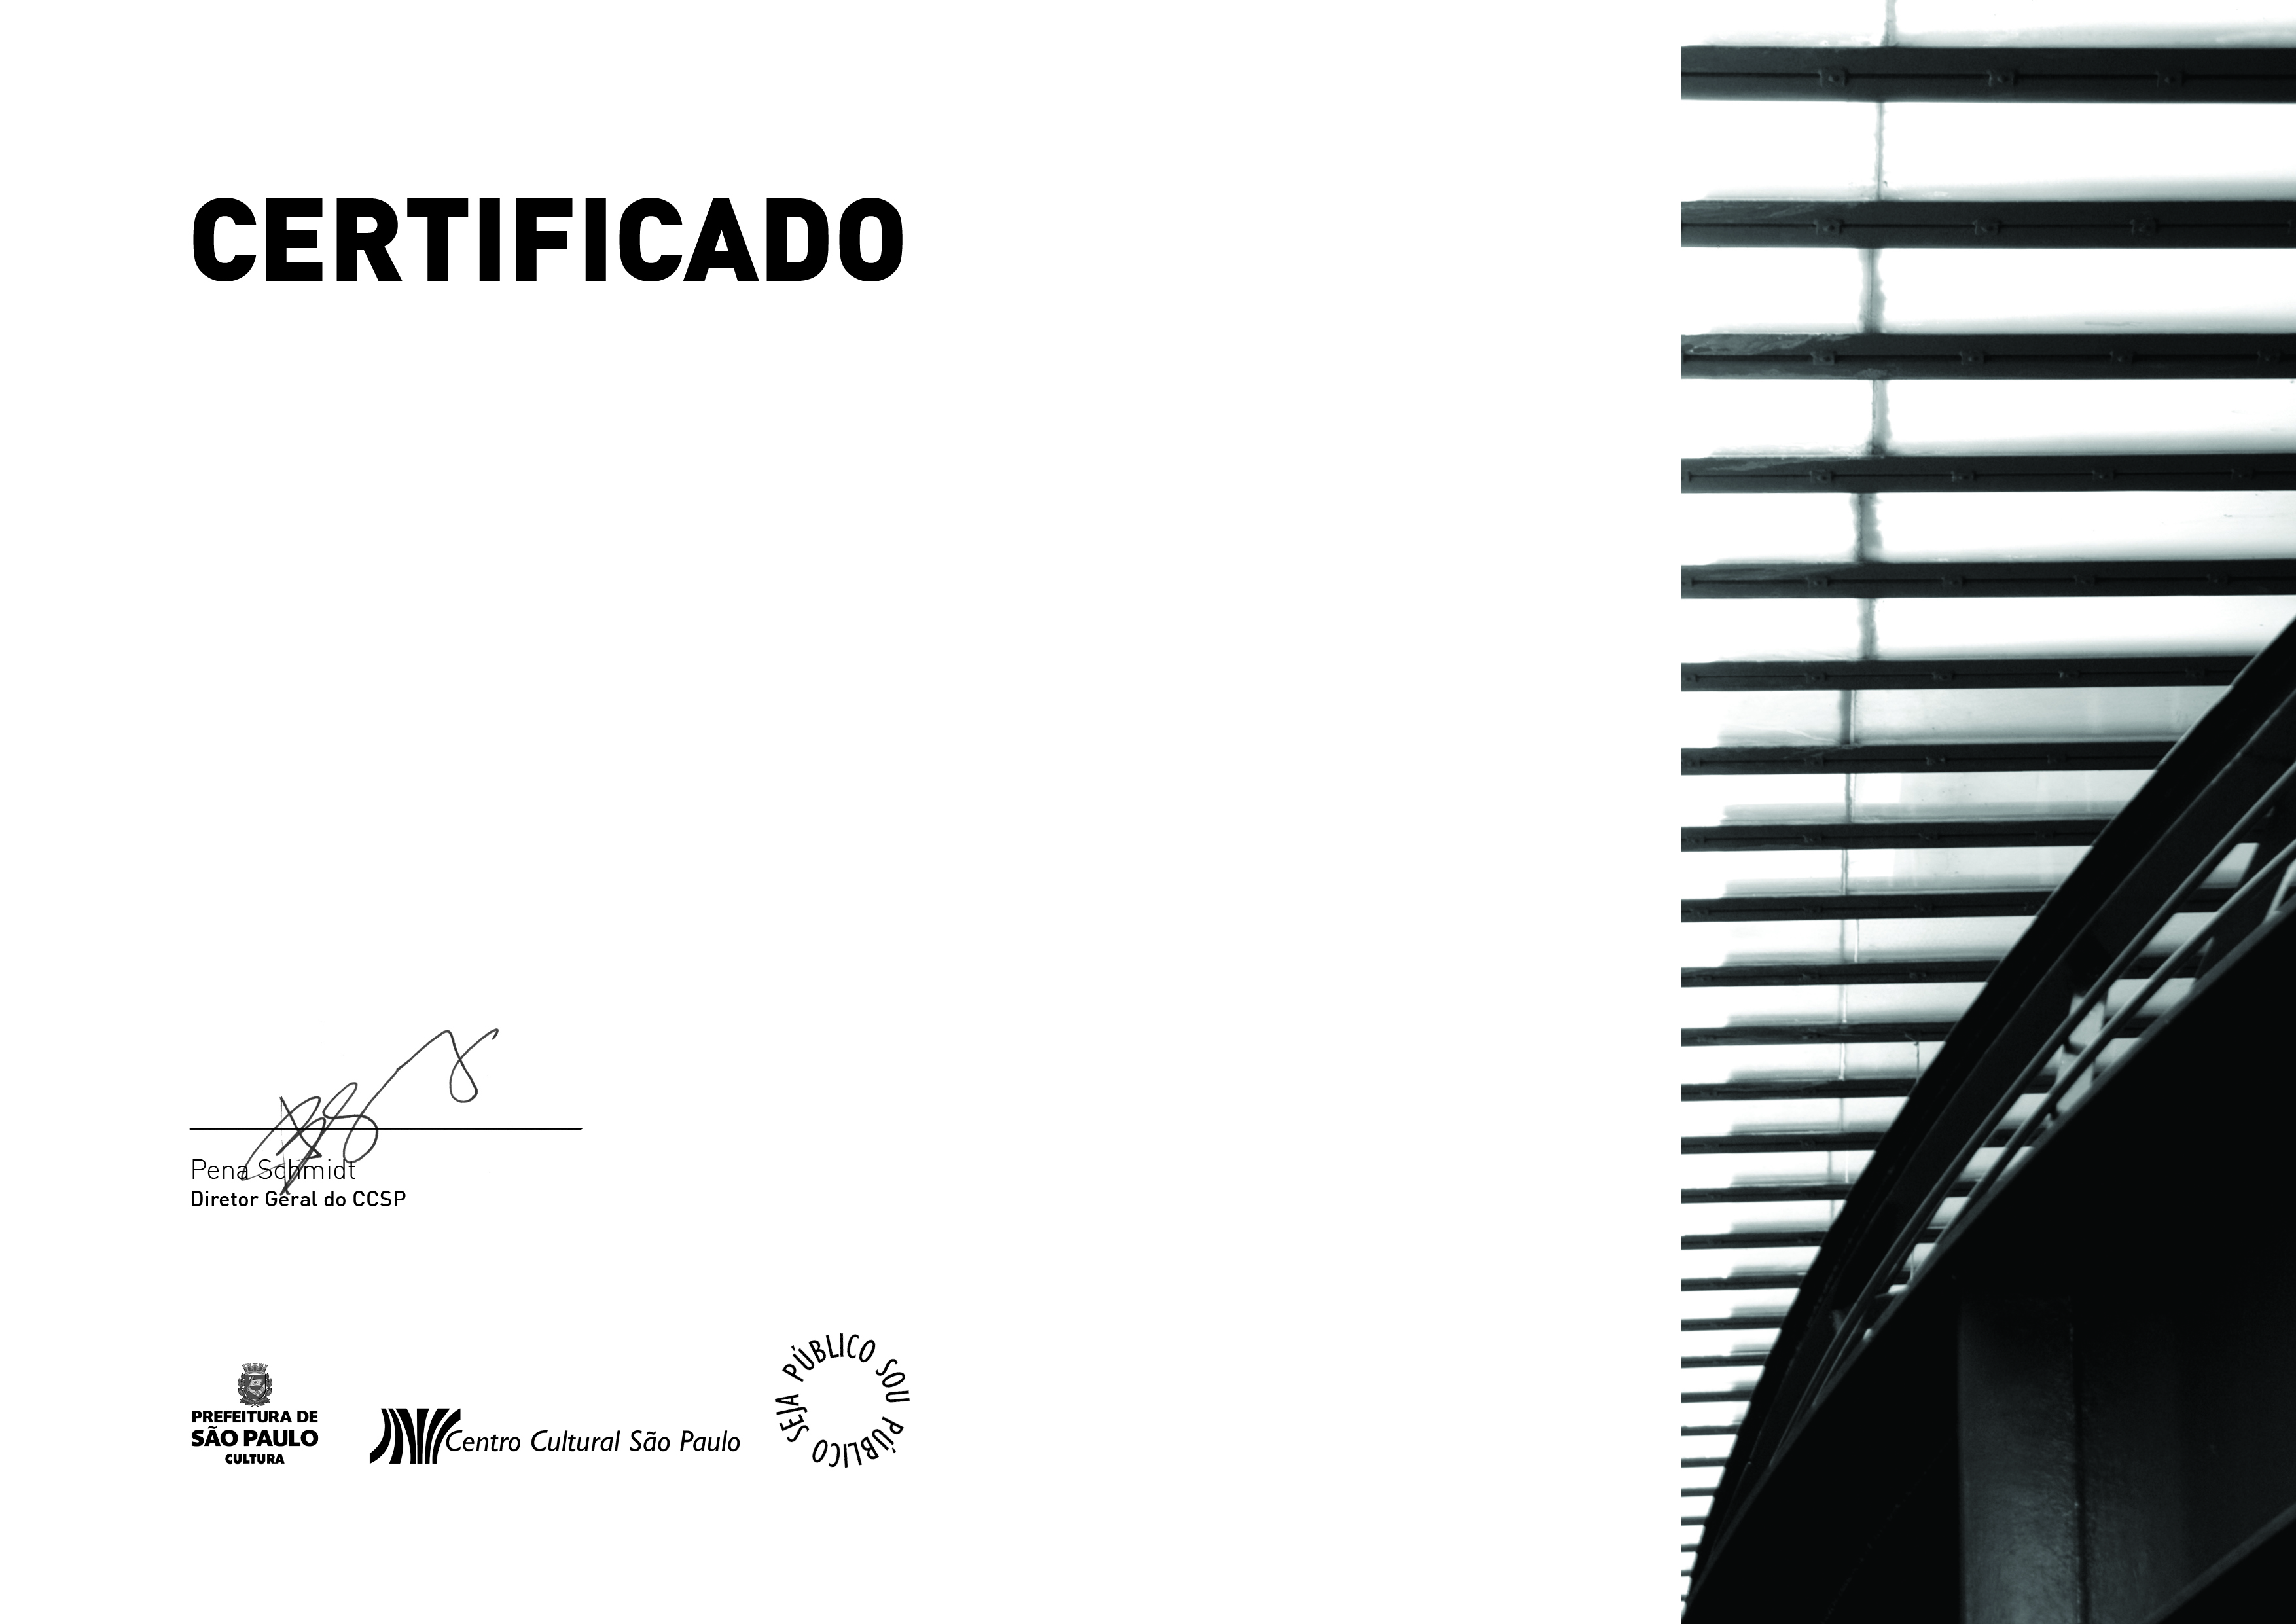 CERTIFICADO
Pena Schmidt
Diretor Geral do CCSP
PREFEITURA DE
SÃO PAULO
CULTURA
Centro Cultural São Paulo
SEJA PÚBLICO SOU PÚBLICO